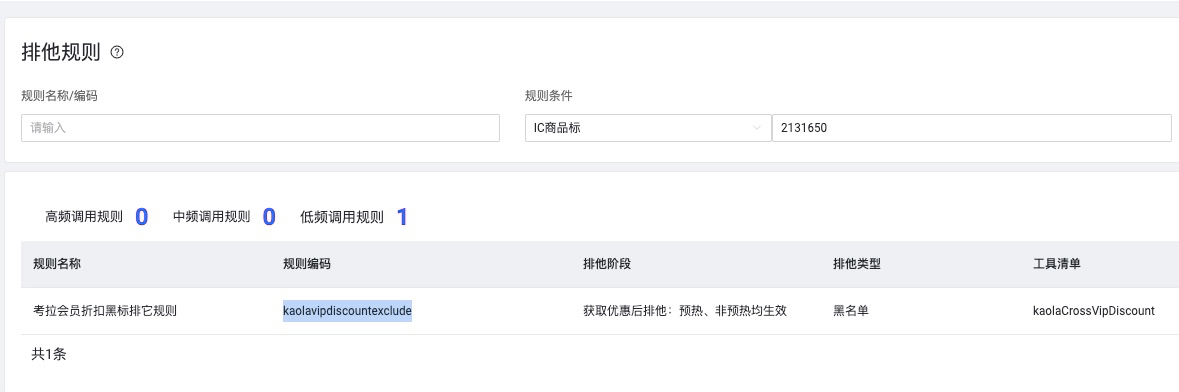 排他规则
规则名称/编码 规则条件
请输入 IC商品标 2131650
高频调用规则 0 中频调用规则 0 低频调用规则 1
规则名称 规则编码 排他阶段 排他类型 工具清单
考拉会员折扣黑标排它规则 kaolavipdiscountexclude 获取优惠后排他：预热、非预热均生效 黑名单 kaolaCrossVipDiscount
共1条